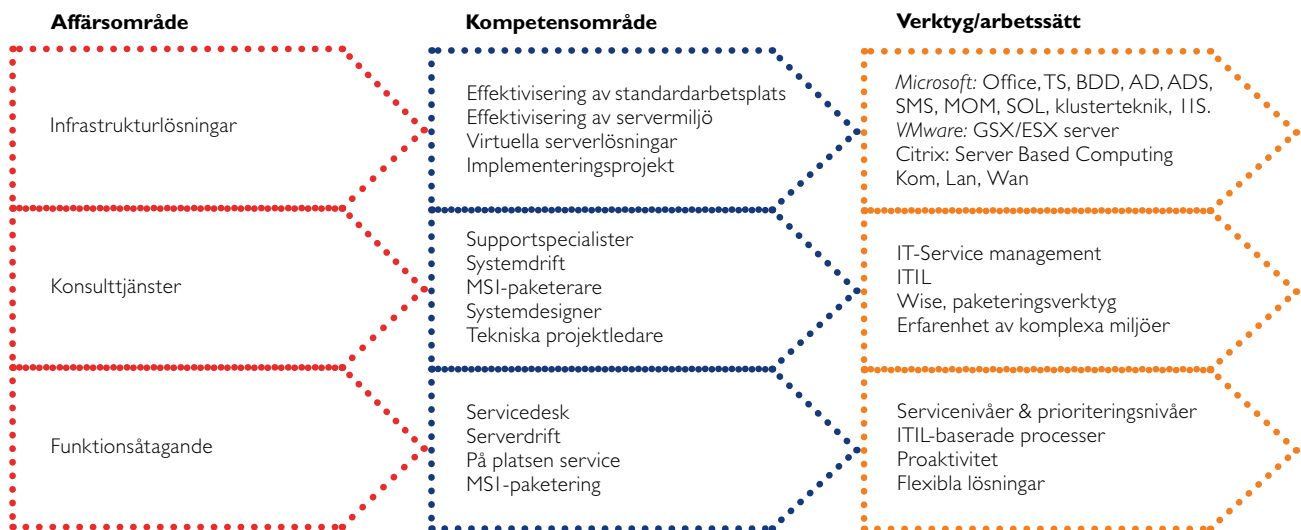 Affärsområde
Kompetensområde
Verktyg/arbetssätt
Infrastrukturlösningar
Effektivisering av standardarbetsplats
Effektivisering av servermiljö
Virtuella serverlösningar
Implementeringsprojekt
Microsoft: Office, TS, BDD, AD, ADS,
SMS, MOM, SOL, klusterteknik, 1IS.
VMware: GSX/ESX server
Citrix: Server Based Computing
Kom, Lan, Wan
Konsulttjänster
Supportspecialister
Systemdrift
MSI-paketerare
Systemdesigner
Tekniska projektledare
IT-Service management
ITIL
Wise, paketeringsverktyg
Erfarenhet av komplexa miljöer
Funktionsåtagande
Servicedesk
Serverdrift
På platsen service
MSI-paketering
Servicenivåer & prioriteringsnivåer
ITIL-baserade processer
Proaktivitet
Flexibla lösningar